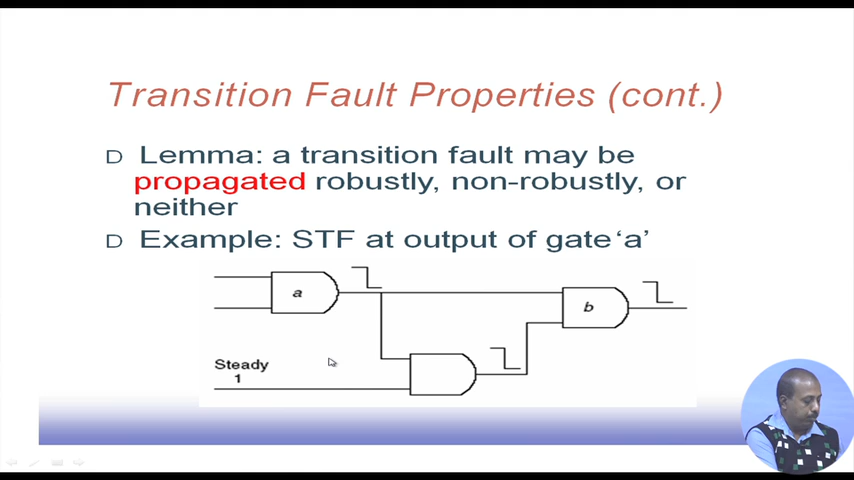 Transition Fault Properties (cont.)
D Lemma: a transition fault may be
propagated robustly, non-robustly, or
neither
D Example: STF at output of gate ‘a’
a
b
Steady
1